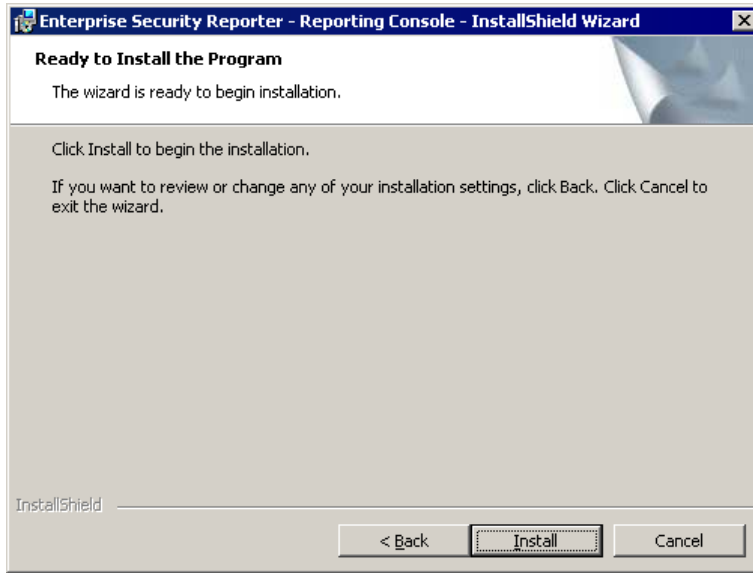 Enterprise Security Reporter - Reporting Console - InstallShield Wizard
Ready to Install the Program
The wizard is ready to begin installation.
Click Install to begin the installation.
If you want to review or change any of your installation settings, click Back. Click Cancel to
exit the wizard.
InstallShield
< Back Install Cancel